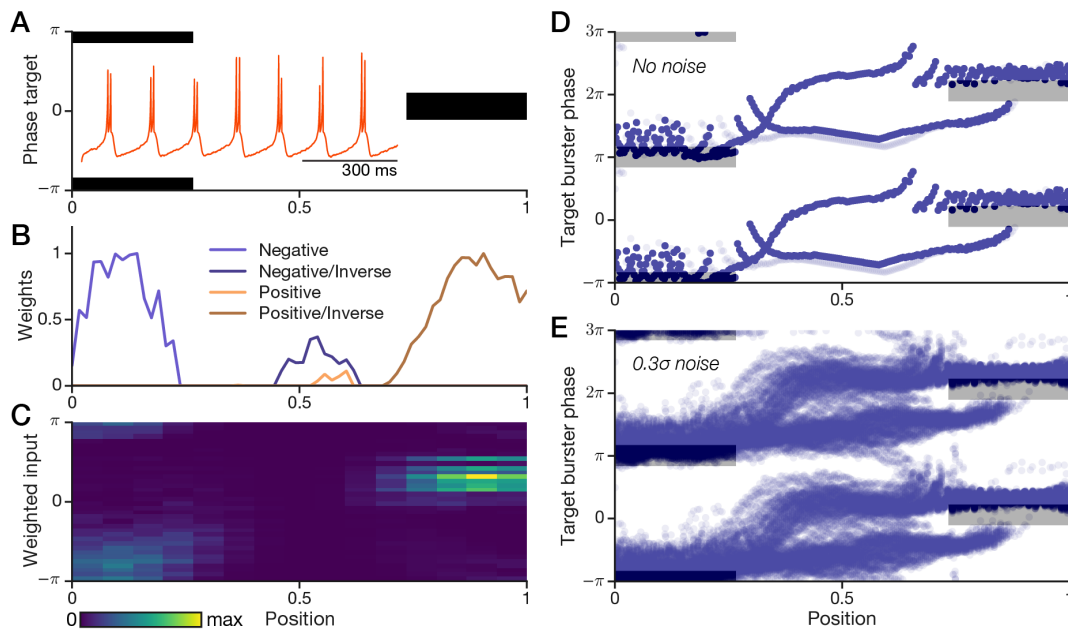 A
Phase target
π
0
−π
300 ms
0
0.5
1
B
Weights
1
0
Negative
Negative/Inverse
Positive
Positive/Inverse
0
0.5
1
C
Weighted input
π
0
−π
0
0.5
1
0
max
Position
D
Target burster phase
3π
2π
π
0
−π
No noise
0
0.5
1
E
Target burster phase
3π
2π
π
0
−π
0.3σ noise
0
0.5
1
Position